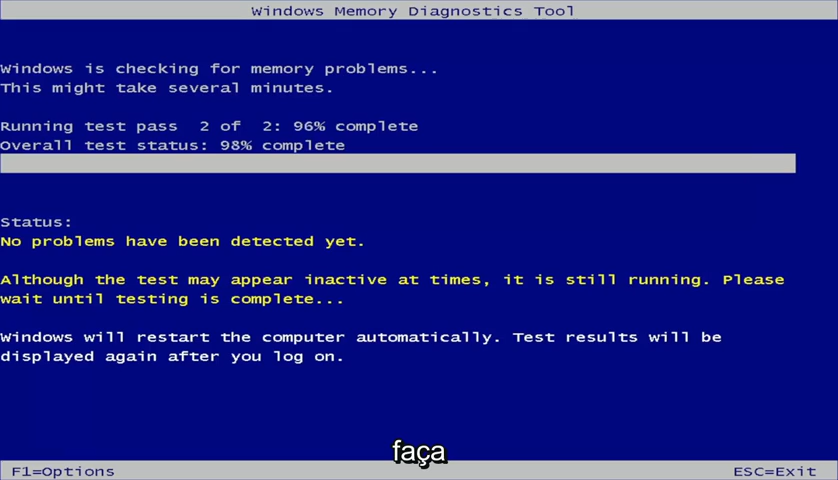 Windows Memory Diagnostics Tool
Windows is checking for memory problems...
This might take several minutes.
Running test pass  2 of  2: 96% complete
Overall test status: 98% complete
Status:
No problems have been detected yet.
Although the test may appear inactive at times, it is still running. Please
wait until testing is complete...
Windows will restart the computer automatically. Test results will be
displayed again after you log on.
faça
F1=Options ESC=Exit